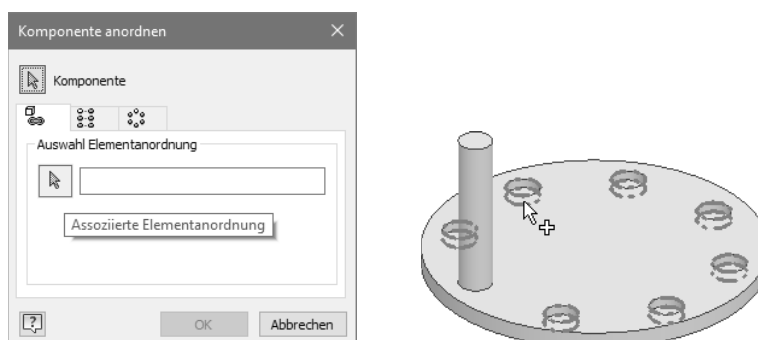 Komponente anordnen
Komponente
Auswahl Elementanordnung
Assoziierte Elementanordnung
OK
Abbrechen